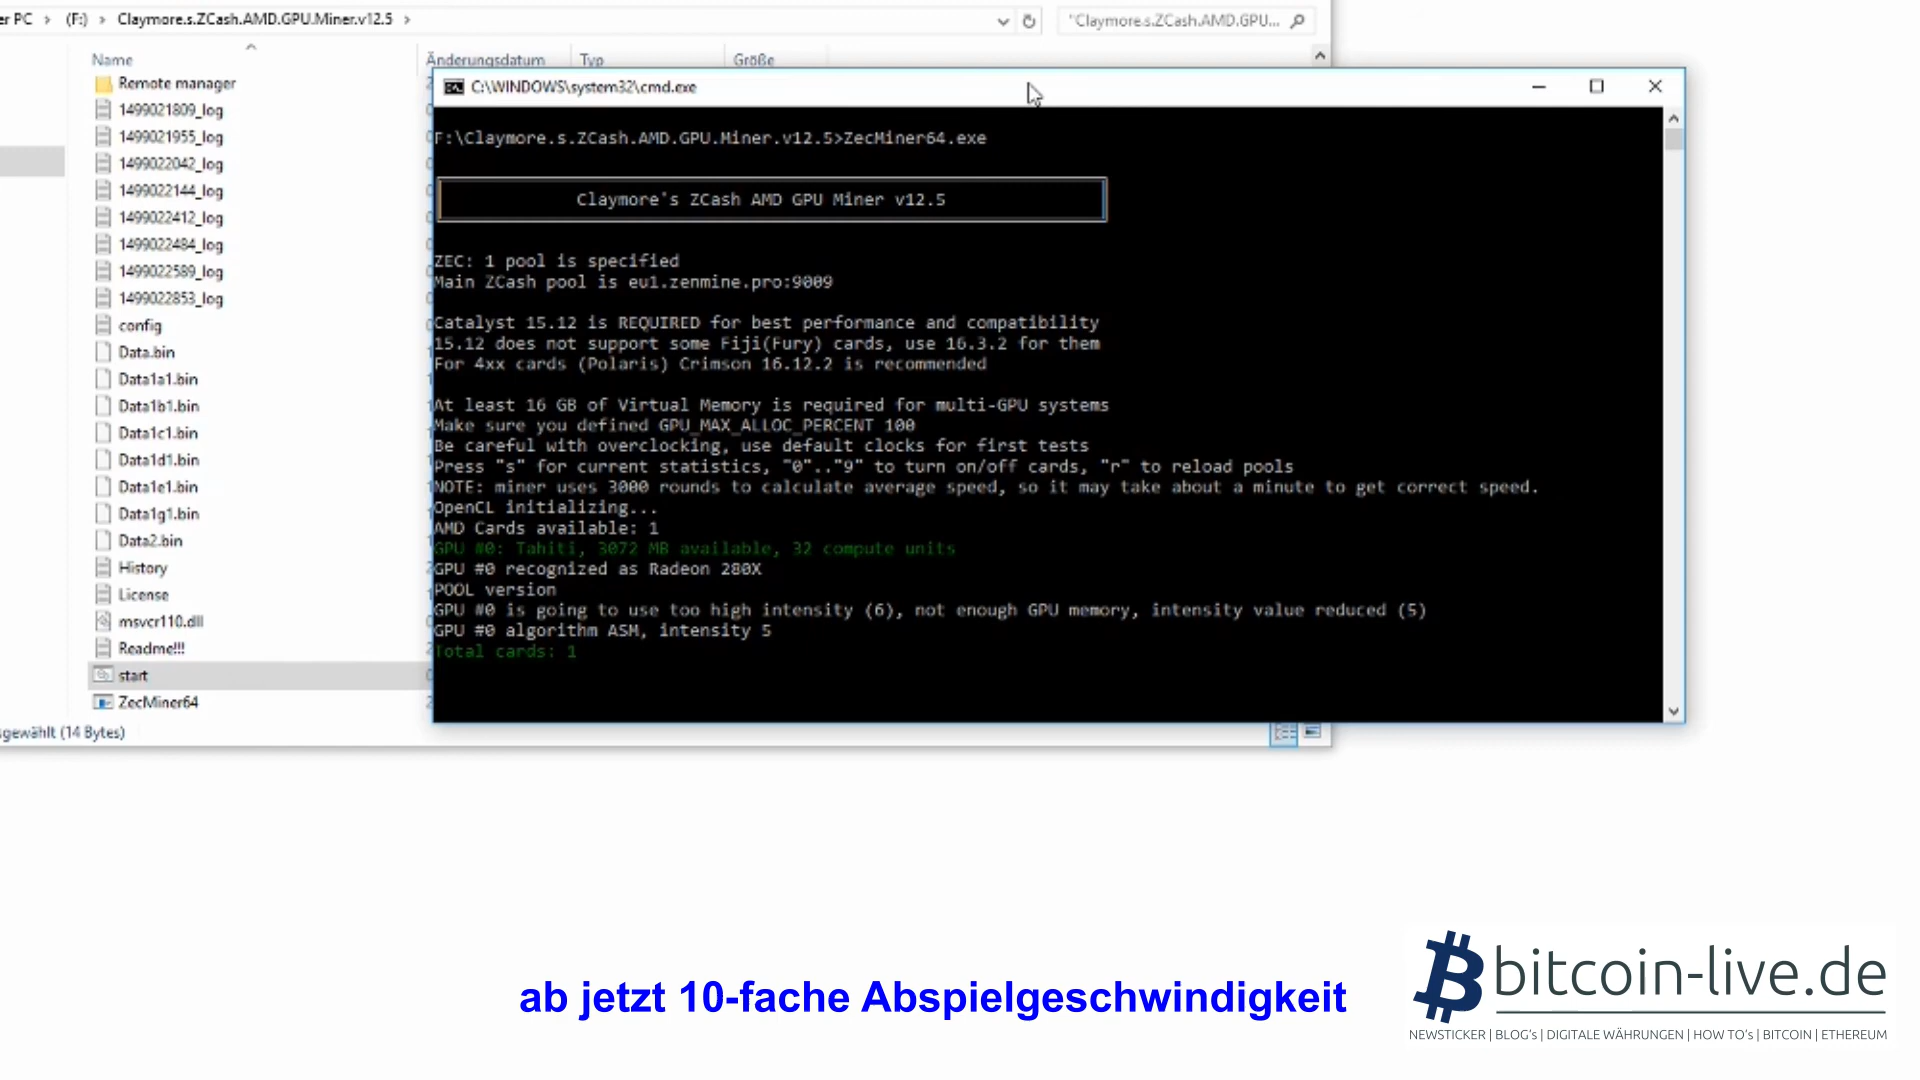 er PC > (F:) > Claymore.s.ZCash.AMD.GPU.Miner.v12.5 >
"Claymore.s.ZCash.AMD.GPU...
Name
Änderungsdatum
Typ
Größe
Remote manager
1499021809_log
1499021955_log
1499022042_log
1499022144_log
1499022412_log
1499022484_log
1499022589_log
1499022853_log
config
Data.bin
Data1a1.bin
Data1b1.bin
Data1c1.bin
Data1d1.bin
Data1e1.bin
Data1g1.bin
Data2.bin
History
License
msvcr110.dll
Readme!!!
start
ZecMiner64
gewählt (14 Bytes)
C:\WINDOWS\system32\cmd.exe
F:\Claymore.s.ZCash.AMD.GPU.Miner.v12.5>ZecMiner64.exe
Claymore's ZCash AMD GPU Miner v12.5
ZEC: 1 pool is specified
Main ZCash pool is eu1.zenmine.pro:9009
Catalyst 15.12 is REQUIRED for best performance and compatibility
15.12 does not support some Fiji(Fury) cards, use 16.3.2 for them
For 4xx cards (Polaris) Crimson 16.12.2 is recommended
At least 16 GB of Virtual Memory is required for multi-GPU systems
Make sure you defined GPU_MAX_ALLOC_PERCENT 100
Be careful with overclocking, use default clocks for first tests
Press "s" for current statistics, "0".."9" to turn on/off cards, "r" to reload pools
NOTE: miner uses 3000 rounds to calculate average speed, so it may take about a minute to get correct speed.
OpenCL initializing...
AMD Cards available: 1
GPU #0: Tahiti, 3072 MB available, 32 compute units
GPU #0 recognized as Radeon 280X
POOL version
GPU #0 is going to use too high intensity (6), not enough GPU memory, intensity value reduced (5)
GPU #0 algorithm ASM, intensity 5
Total cards: 1
ab jetzt 10-fache Abspielgeschwindigkeit
bitcoin-live.de
NEWSTICKER | BLOG's | DIGITALE WÄHRUNGEN | HOW TO's | BITCOIN | ETHEREUM